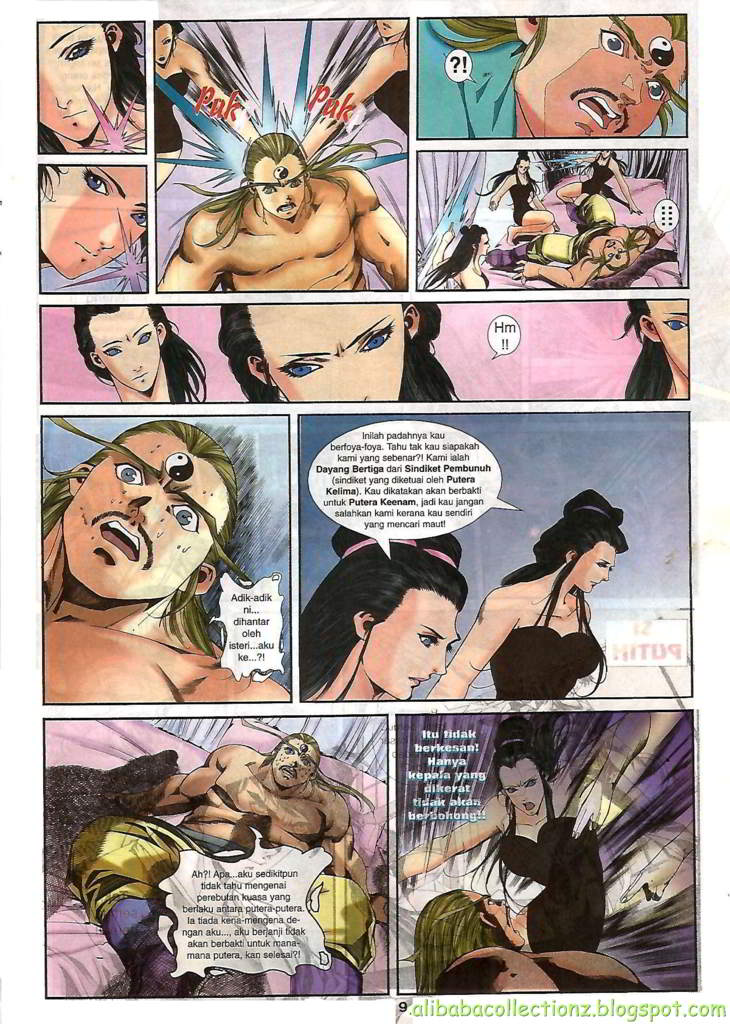 Puk
Puk
?!
Hm
!!
Inilah padahnya kau
berfoya-foya. Tahu tak kau siapakah
kami yang sebenar?! Kami ialah
Dayang Bertiga dari Sindiket Pembunuh
(sindiket yang diketuai oleh Putera
Kelima). Kau dikatakan akan berbakti
untuk Putera Keenam, jadi kau jangan
salahkan kami kerana kau sendiri
yang mencari maut!
Adik-adik
ni...
dihantar
oleh
isteri...aku
ke...?!
Ah?! Apa...aku sedikitpun
tidak tahu mengenai
perebutan kuasa yang
berlaku antara putera-putera.
Ia tiada kena-mengena de-
ngan aku..., aku berjanji tidak
akan berbakti untuk mana-
mana putera, kan selesai?!
Itu tidak
berkesan!
Hanya
kepala yang
dikerat
tidak akan
berbohong!!
9
alibabacollectionz.blogspot.com